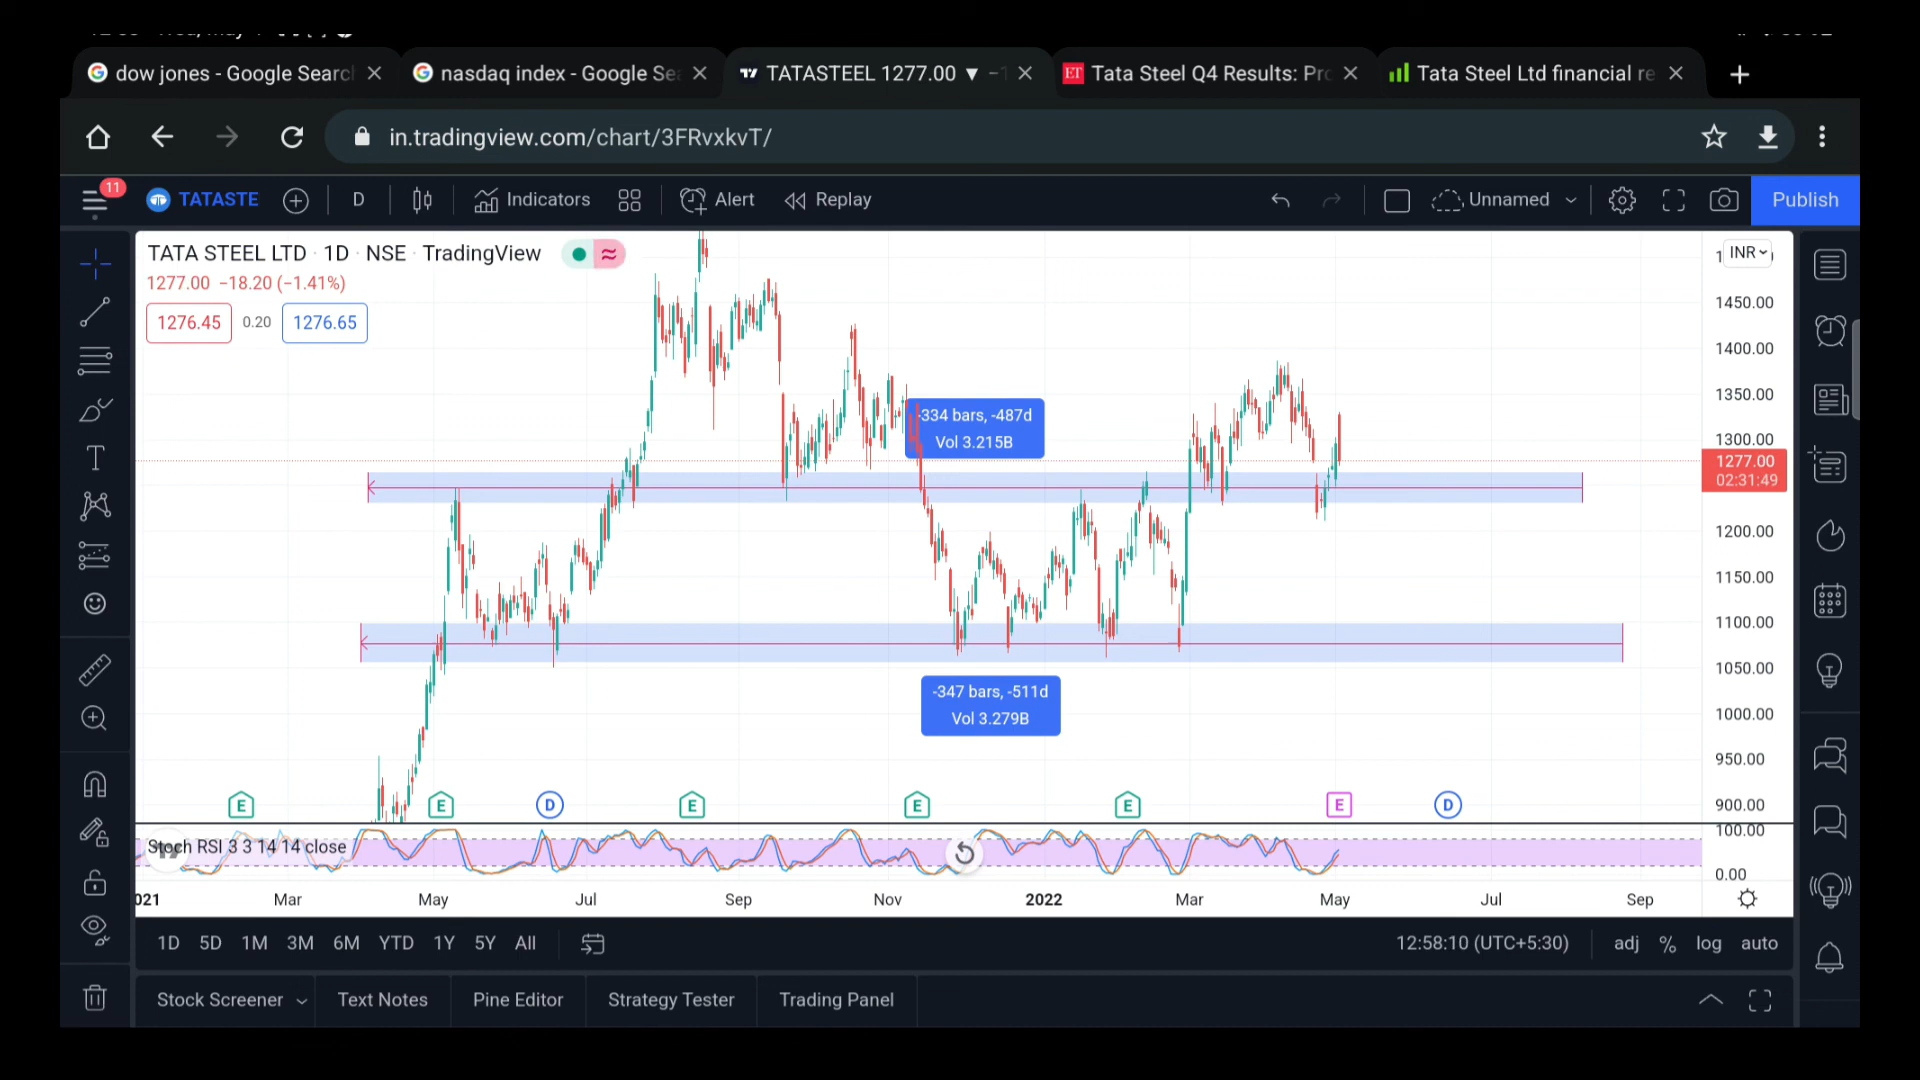 dow jones - Google Searc
nasdaq index - Google Se
TATASTEEL 1277.00 ▼ −1
ET Tata Steel Q4 Results: Pro
Tata Steel Ltd financial re
in.tradingview.com/chart/3FRvxkvT/
11
TATASTE
D
Indicators
Alert
Replay
Unnamed
Publish
TATA STEEL LTD · 1D · NSE · TradingView
1277.00 −18.20 (−1.41%)
1276.45 0.20 1276.65
INR
1450.00
1400.00
1350.00
1300.00
1277.00
02:31:49
1200.00
1150.00
1100.00
1050.00
1000.00
950.00
900.00
-334 bars, -487d
Vol 3.215B
-347 bars, -511d
Vol 3.279B
E E D E E E E D
Stoch RSI 3 3 14 14 close
100.00
0.00
2021 Mar May Jul Sep Nov 2022 Mar May Jul Sep
1D 5D 1M 3M 6M YTD 1Y 5Y All
12:58:10 (UTC+5:30) adj % log auto
Stock Screener Text Notes Pine Editor Strategy Tester Trading Panel